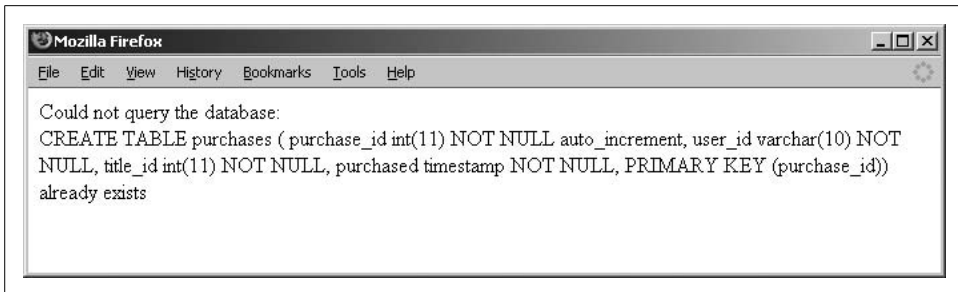 Mozilla Firefox
File Edit View History Bookmarks Tools Help
Could not query the database:
CREATE TABLE purchases ( purchase_id int(11) NOT NULL auto_increment, user_id varchar(10) NOT
NULL, title_id int(11) NOT NULL, purchased timestamp NOT NULL, PRIMARY KEY (purchase_id))
already exists